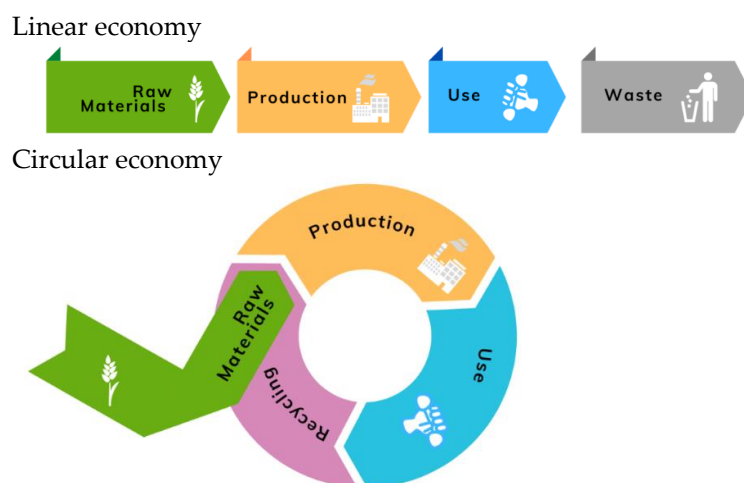 Linear economy
Raw
Materials
Production
Use
Waste
Circular economy
Production
Raw
Materials
Use
Recycling